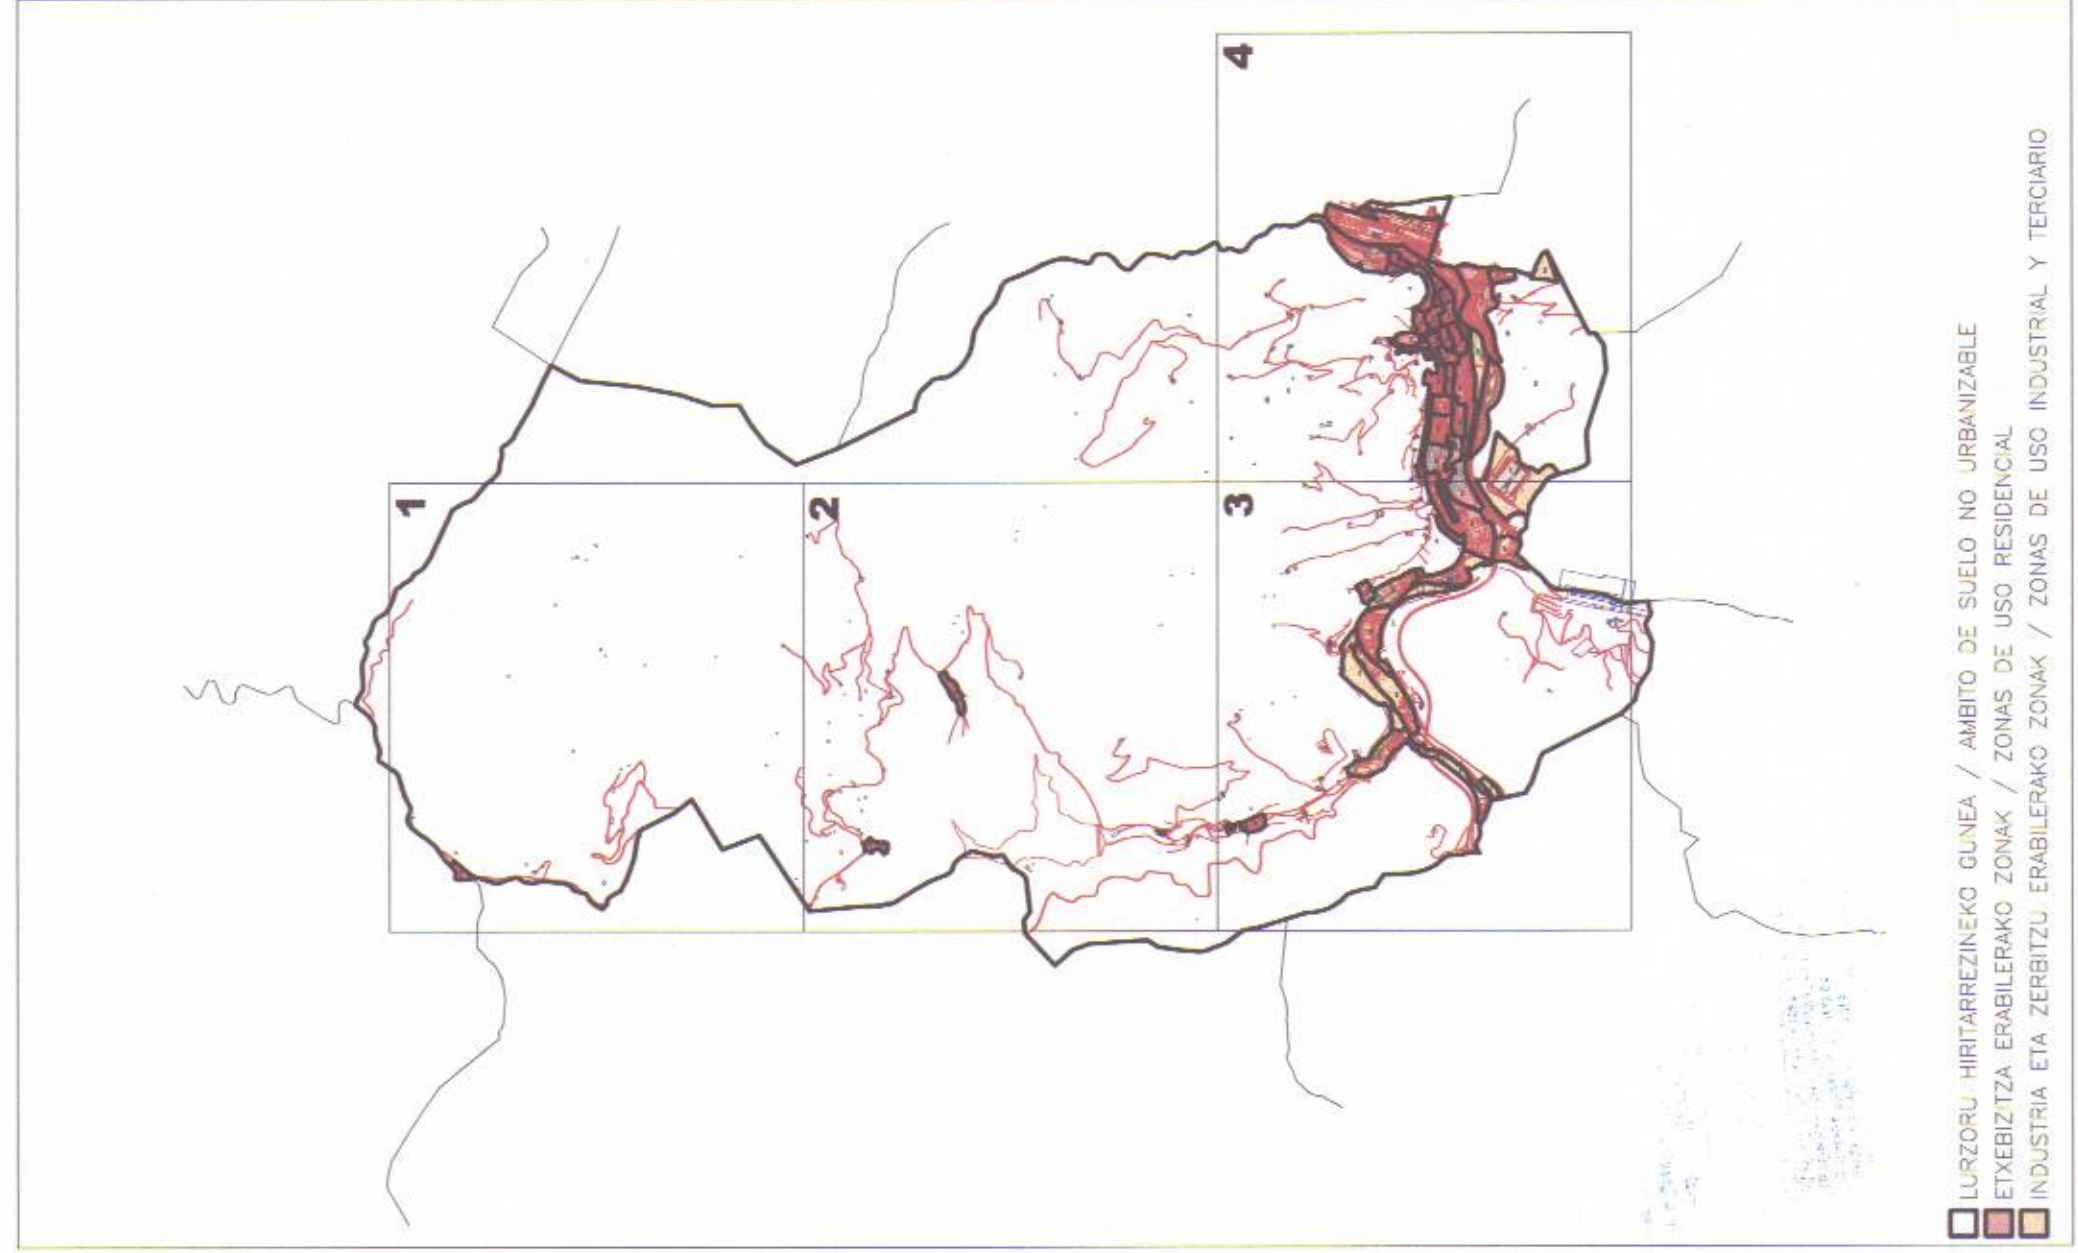 1
2
3
4
LURZORU HIRITARREZINEKO GUNEA / AMBITO DE SUELO NO URBANIZABLE
ETXEBIZITZA ERABILERAKO ZONAK / ZONAS DE USO RESIDENCIAL
INDUSTRIA ETA ZERBITZU ERABILERAKO ZONAK / ZONAS DE USO INDUSTRIAL Y TERCIARIO